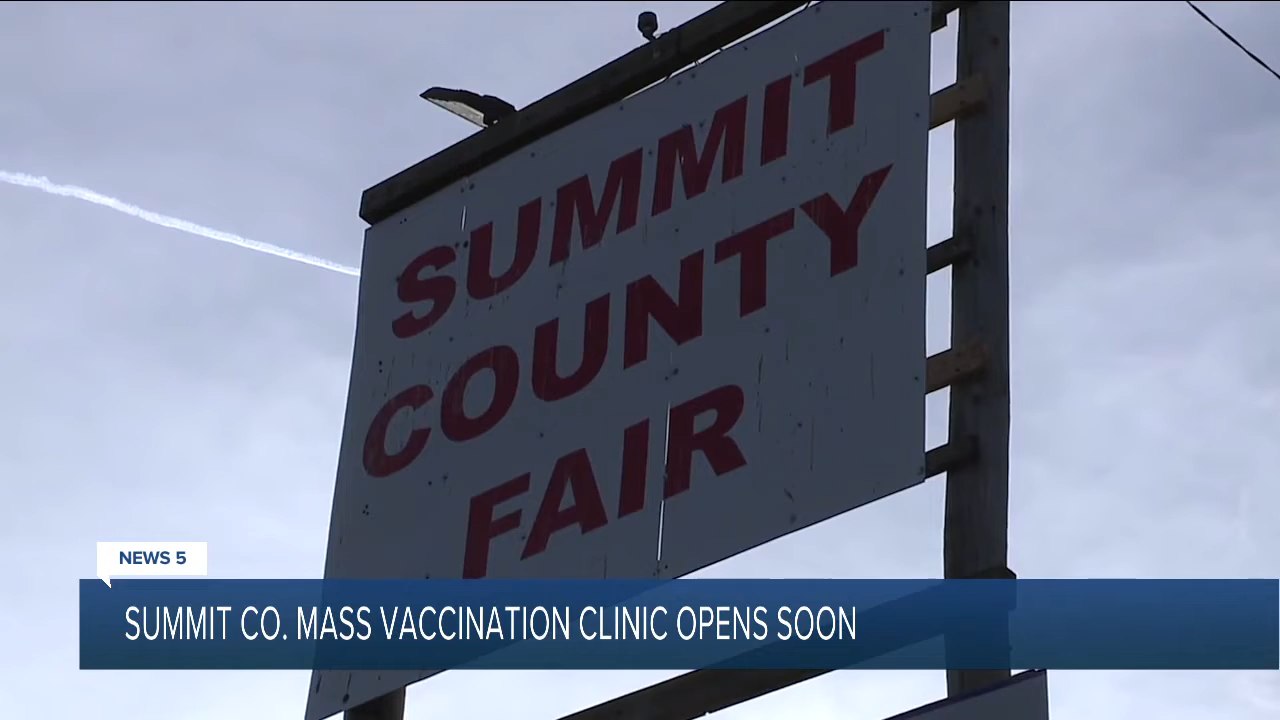 SUMMIT
COUNTY
FAIR
NEWS 5
SUMMIT CO. MASS VACCINATION CLINIC OPENS SOON